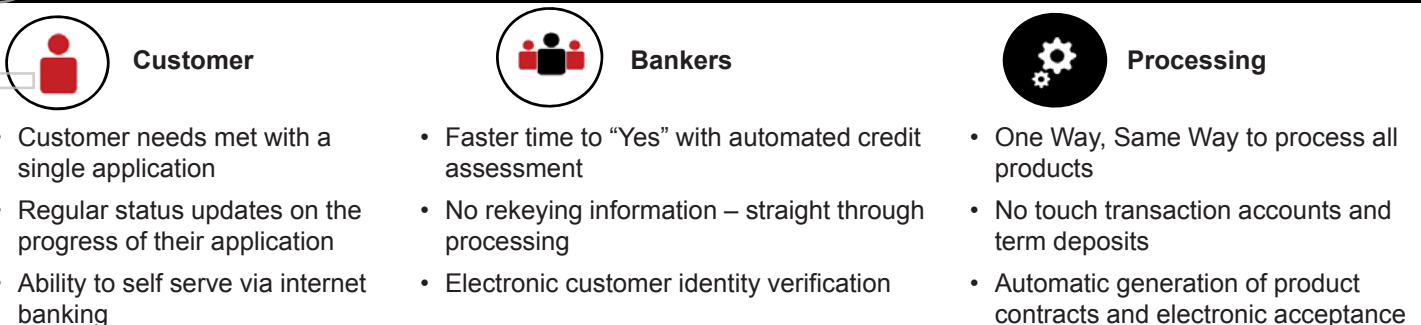 Customer
• Customer needs met with a
single application
• Regular status updates on the
progress of their application
• Ability to self serve via internet
banking
Bankers
• Faster time to “Yes” with automated credit
assessment
• No rekeying information – straight through
processing
• Electronic customer identity verification
Processing
• One Way, Same Way to process all
products
• No touch transaction accounts and
term deposits
• Automatic generation of product
contracts and electronic acceptance